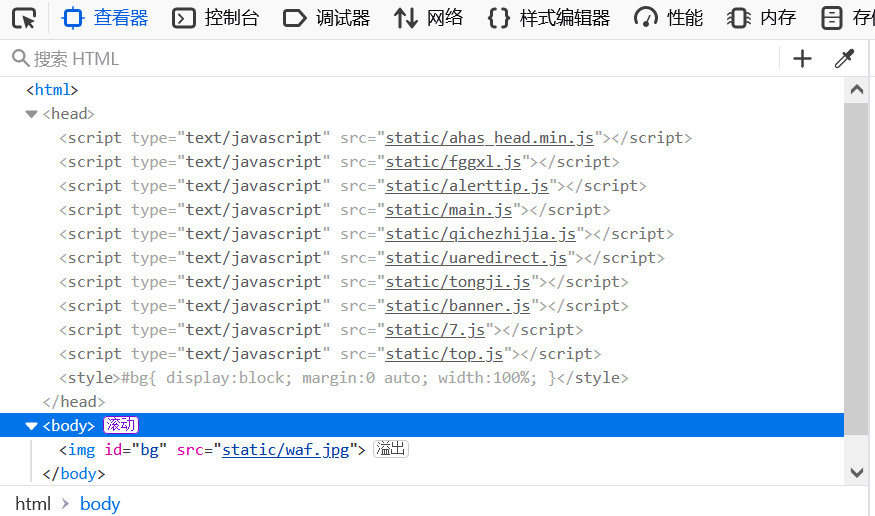 查看器 控制台 调试器 网络 样式编辑器 性能 内存
搜索 HTML
<html>
<head>
<script type="text/javascript" src="static/ahas_head.min.js"></script>
<script type="text/javascript" src="static/fggxl.js"></script>
<script type="text/javascript" src="static/alerttip.js"></script>
<script type="text/javascript" src="static/main.js"></script>
<script type="text/javascript" src="static/qichezhijia.js"></script>
<script type="text/javascript" src="static/uaredirect.js"></script>
<script type="text/javascript" src="static/tongji.js"></script>
<script type="text/javascript" src="static/banner.js"></script>
<script type="text/javascript" src="static/7.js"></script>
<script type="text/javascript" src="static/top.js"></script>
<style>#bg{ display:block; margin:0 auto; width:100%; }</style>
</head>
<body> 滚动
<img id="bg" src="static/waf.jpg"> 溢出
</body>
html > body